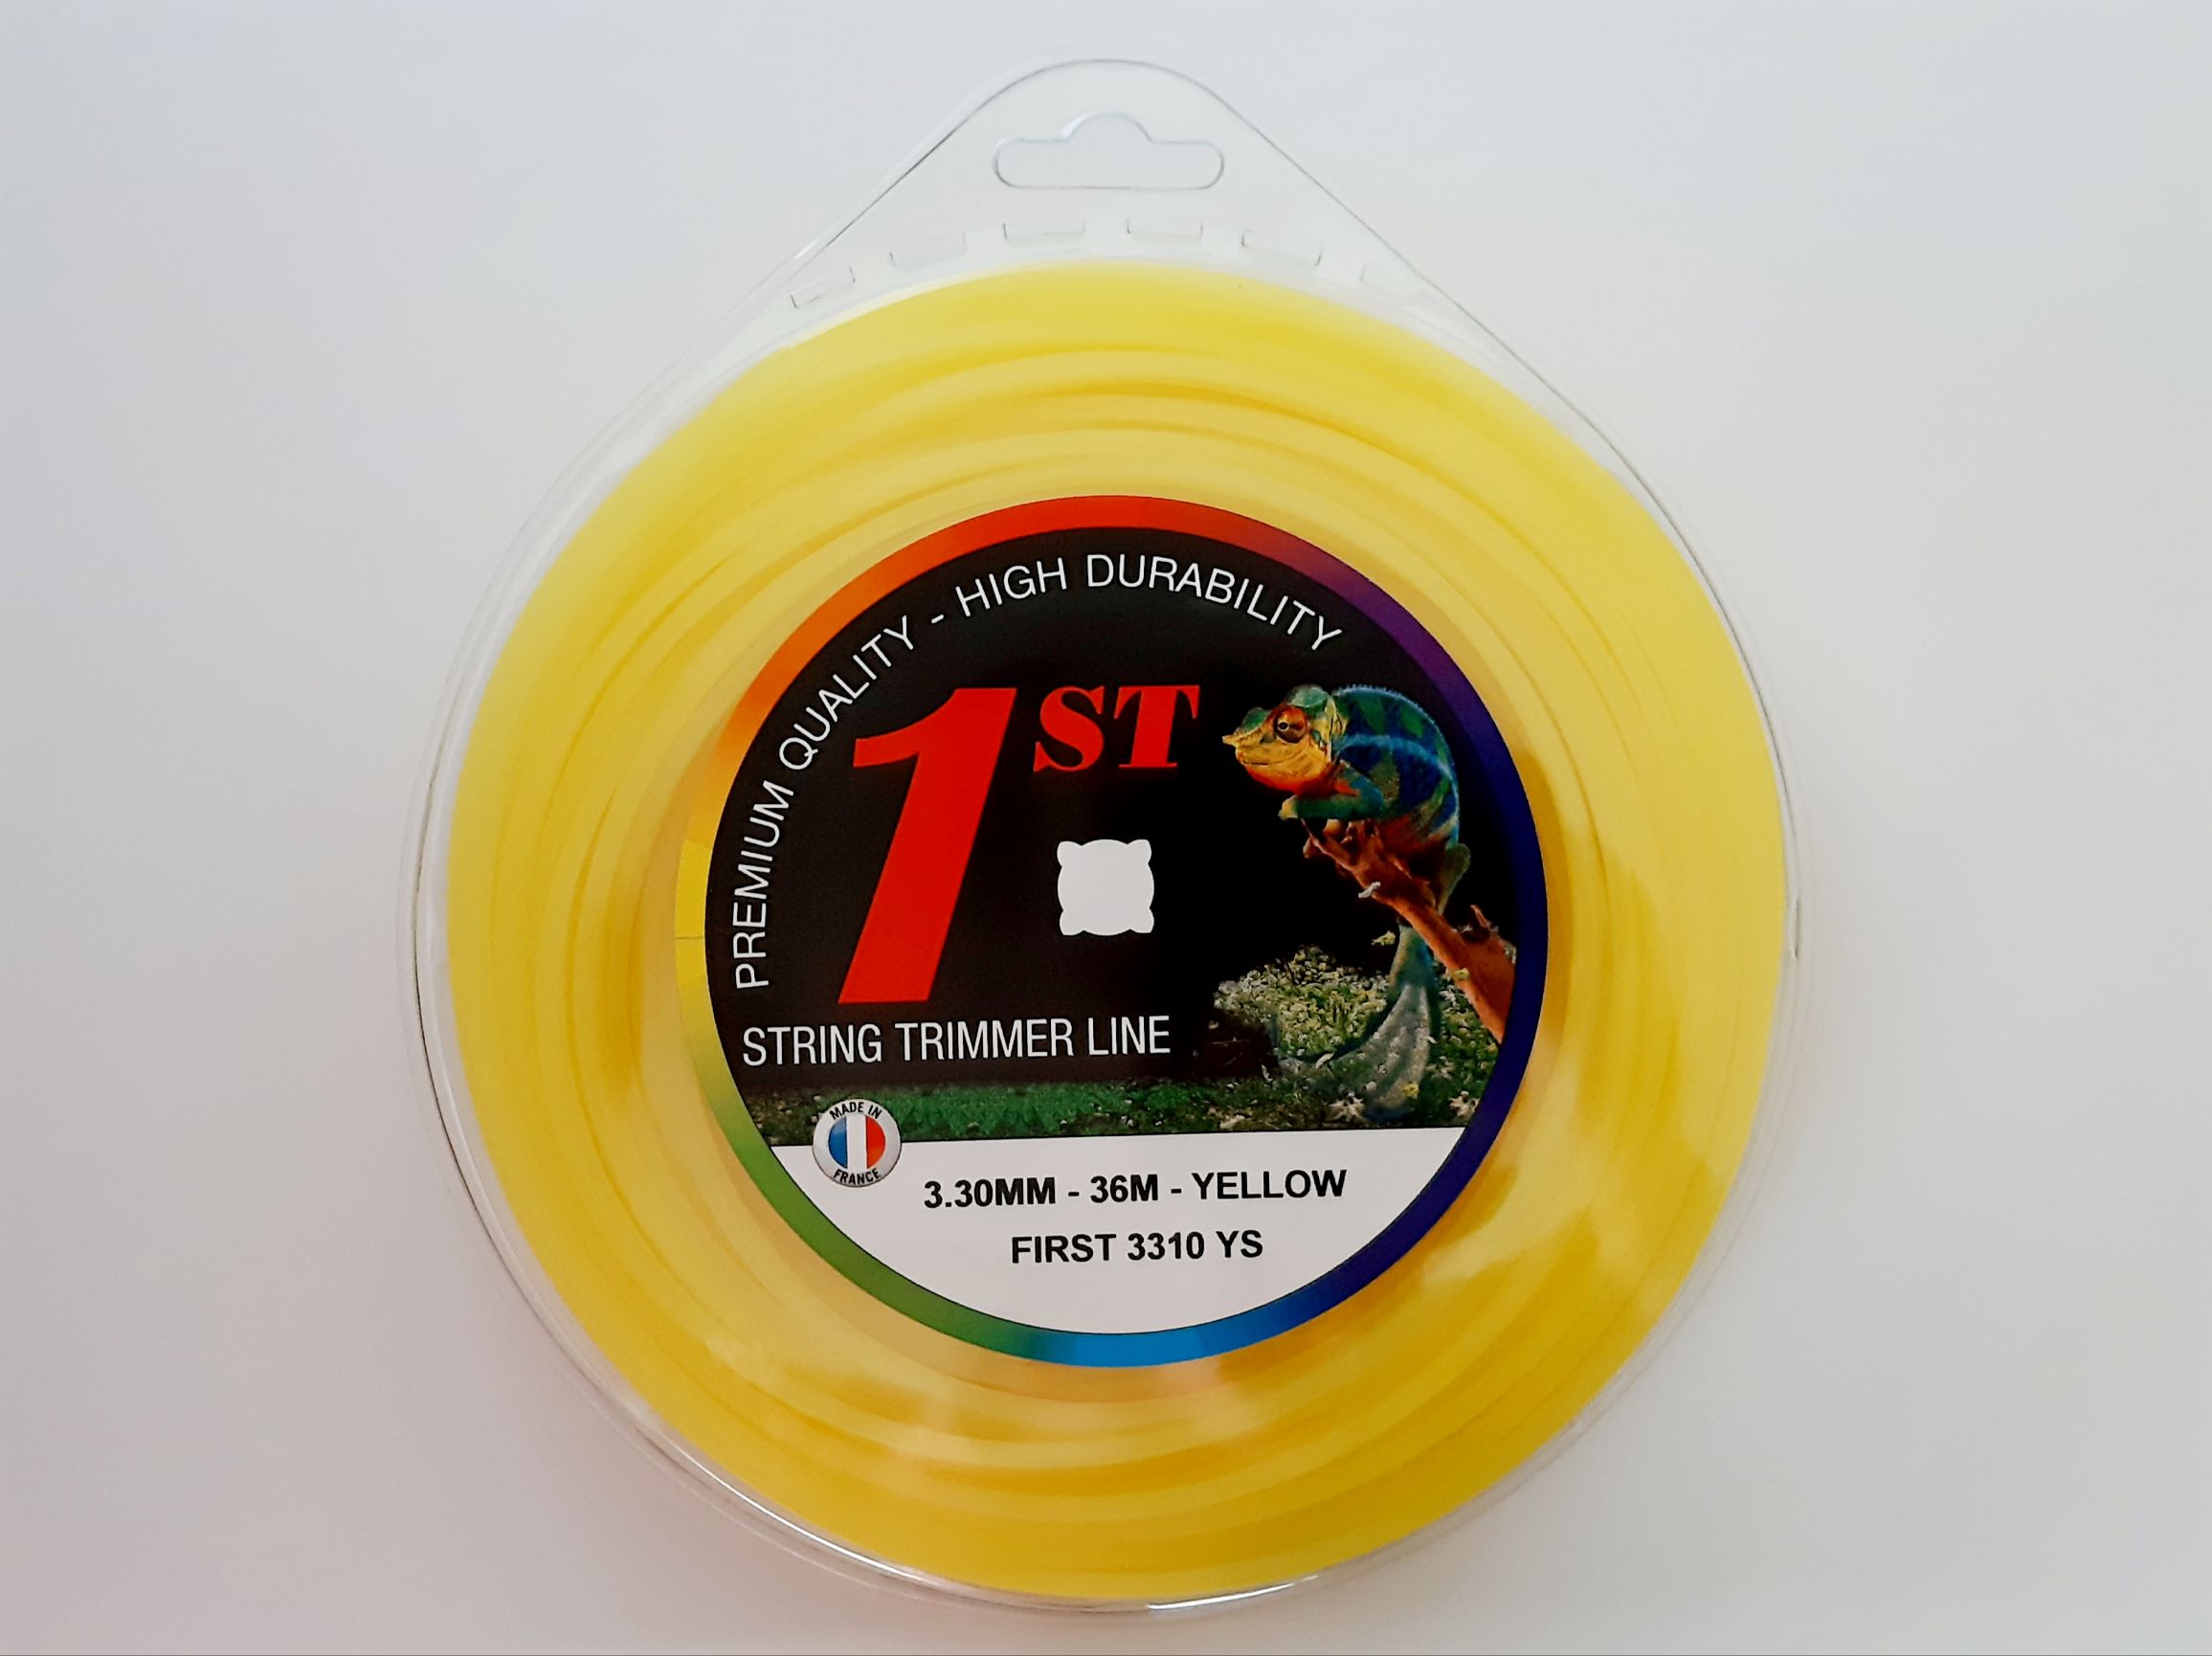 PREMIUM QUALITY - HIGH DURABILITY
1ST
STRING TRIMMER LINE
MADE IN
FRANCE
3.30MM - 36M - YELLOW
FIRST 3310 YS